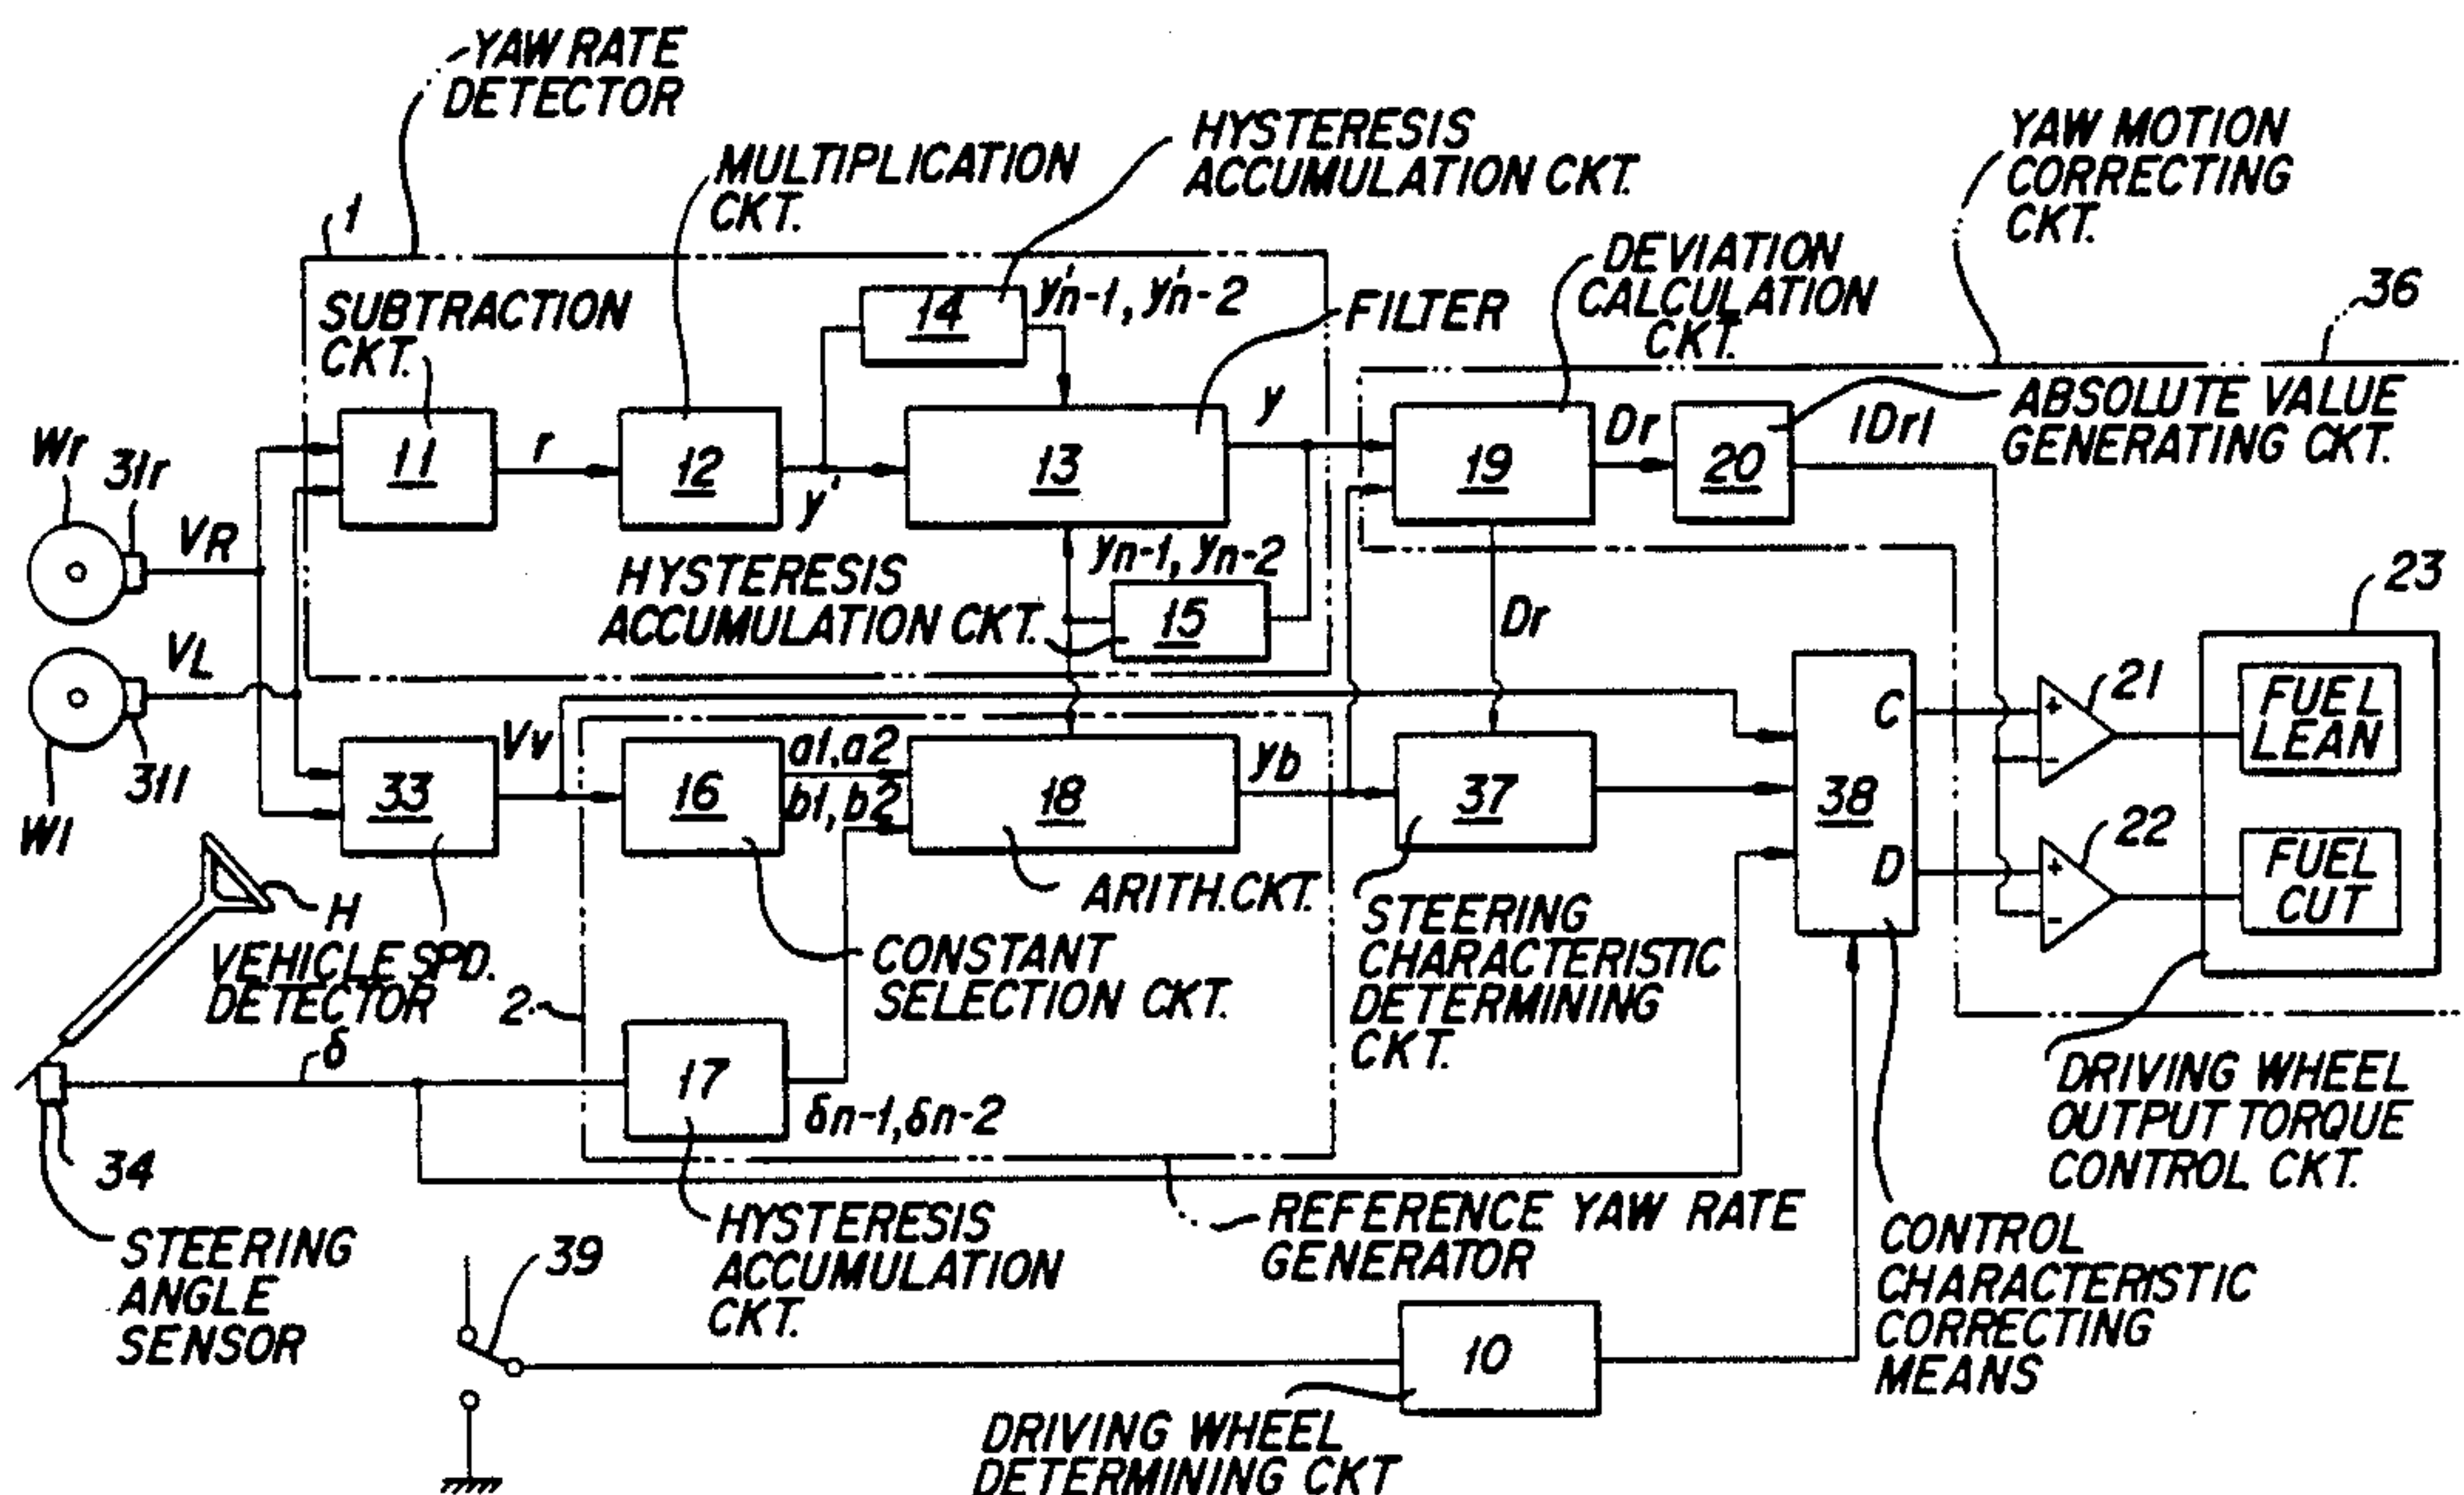 YAW RATE
DETECTOR
HYSTERESIS
ACCUMULATION CKT.
MULTIPLICATION
CKT.
YAW MOTION
CORRECTING
CKT.
1
DEVIATION
CALCULATION
CKT.
36
SUBTRACTION
CKT.
14
y'n-1, y'n-2
FILTER
ABSOLUTE VALUE
GENERATING CKT.
Wr
31r
VR
11
r
12
y'
13
y
19
Dr
20
|Dr|
HYSTERESIS
ACCUMULATION CKT.
yn-1, yn-2
15
Dr
23
VL
Wl
31l
33
Vv
16
a1, a2
b1, b2
18
yb
37
38
C
D
+
-
21
FUEL
LEAN
+
-
22
FUEL
CUT
H
VEHICLE SPD.
DETECTOR
ARITH. CKT.
CONSTANT
SELECTION CKT.
STEERING
CHARACTERISTIC
DETERMINING
CKT.
2
δ
17
δn-1, δn-2
34
DRIVING WHEEL
OUTPUT TORQUE
CONTROL CKT.
STEERING
ANGLE
SENSOR
HYSTERESIS
ACCUMULATION
CKT.
REFERENCE YAW RATE
GENERATOR
CONTROL
CHARACTERISTIC
CORRECTING
MEANS
39
10
DRIVING WHEEL
DETERMINING CKT